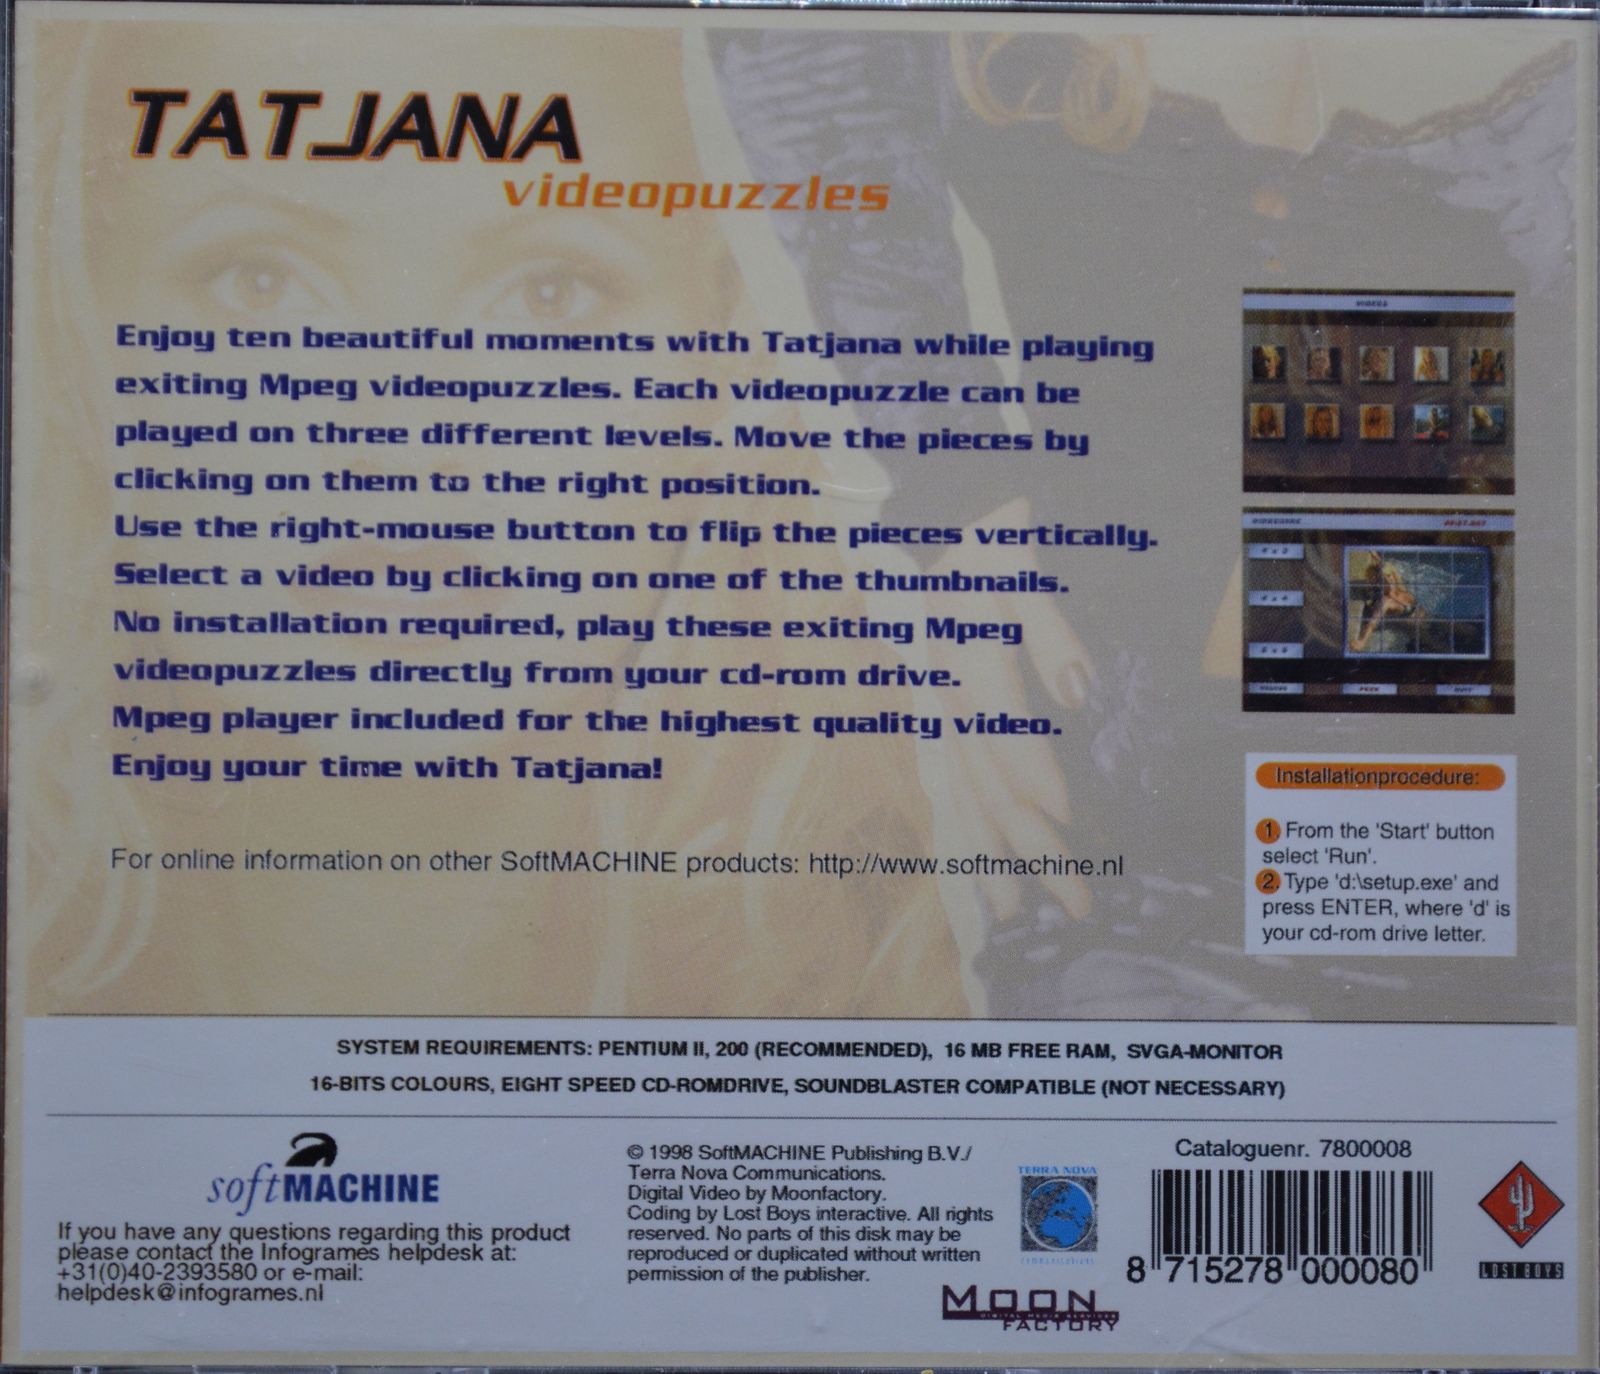 TATJANA
videopuzzles
Enjoy ten beautiful moments with Tatjana while playing
exiting Mpeg videopuzzles. Each videopuzzle can be
played on three different levels. Move the pieces by
clicking on them to the right position.
Use the right-mouse button to flip the pieces vertically.
Select a video by clicking on one of the thumbnails.
No installation required, play these exiting Mpeg
videopuzzles directly from your cd-rom drive.
Mpeg player included for the highest quality video.
Enjoy your time with Tatjana!
For online information on other SoftMACHINE products: http://www.softmachine.nl
VIDEOS
Installationprocedure:
1. From the 'Start' button
select 'Run'.
2. Type 'd:\setup.exe' and
press ENTER, where 'd' is
your cd-rom drive letter.
SYSTEM REQUIREMENTS: PENTIUM II, 200 (RECOMMENDED), 16 MB FREE RAM, SVGA-MONITOR
16-BITS COLOURS, EIGHT SPEED CD-ROMDRIVE, SOUNDBLASTER COMPATIBLE (NOT NECESSARY)
softMACHINE
If you have any questions regarding this product
please contact the Infogrames helpdesk at:
+31(0)40-2393580 or e-mail:
helpdesk@infogrames.nl
© 1998 SoftMACHINE Publishing B.V./
Terra Nova Communications.
Digital Video by Moonfactory.
Coding by Lost Boys interactive. All rights
reserved. No parts of this disk may be
reproduced or duplicated without written
permission of the publisher.
TERRA NOVA
MOON
DIGITAL MEDIA SERVICES
FACTORY
Cataloguenr. 7800008
8 715278 000080
LOST BOYS